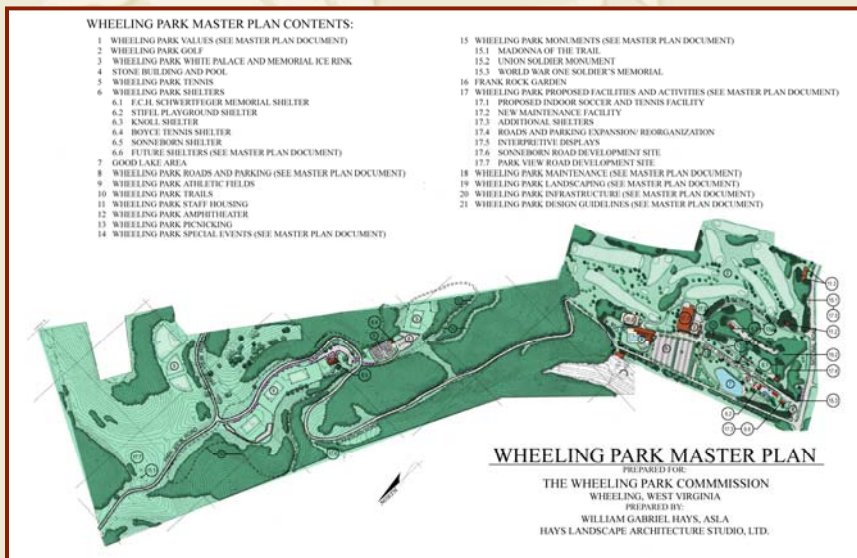 WHEELING PARK MASTER PLAN CONTENTS:
1 WHEELING PARK VALUES (SEE MASTER PLAN DOCUMENT)
2 WHEELING PARK GOLF
3 WHEELING PARK WHITE PALACE AND MEMORIAL ICE RINK
4 STONE BUILDING AND POOL
5 WHEELING PARK TENNIS
6 WHEELING PARK SHELTERS
6.1 F.C.H. SCHWERTFEGER MEMORIAL SHELTER
6.2 STIFEL PLAYGROUND SHELTER
6.3 KNOLL SHELTER
6.4 BOYCE TENNIS SHELTER
6.5 SONNEBORN SHELTER
6.6 FUTURE SHELTERS (SEE MASTER PLAN DOCUMENT)
7 GOOD LAKE AREA
8 WHEELING PARK ROADS AND PARKING (SEE MASTER PLAN DOCUMENT)
9 WHEELING PARK ATHLETIC FIELDS
10 WHEELING PARK TRAILS
11 WHEELING PARK STAFF HOUSING
12 WHEELING PARK AMPHITHEATER
13 WHEELING PARK PICNICKING
14 WHEELING PARK SPECIAL EVENTS (SEE MASTER PLAN DOCUMENT)
15 WHEELING PARK MONUMENTS (SEE MASTER PLAN DOCUMENT)
15.1 MADONNA OF THE TRAIL
15.2 UNION SOLDIER MONUMENT
15.3 WORLD WAR ONE SOLDIER'S MEMORIAL
16 FRANK ROCK GARDEN
17 WHEELING PARK PROPOSED FACILITIES AND ACTIVITIES (SEE MASTER PLAN DOCUMENT)
17.1 PROPOSED INDOOR SOCCER AND TENNIS FACILITY
17.2 NEW MAINTENANCE FACILITY
17.3 ADDITIONAL SHELTERS
17.4 ROADS AND PARKING EXPANSION/ REORGANIZATION
17.5 INTERPRETIVE DISPLAYS
17.6 SONNEBORN ROAD DEVELOPMENT SITE
17.7 PARK VIEW ROAD DEVELOPMENT SITE
18 WHEELING PARK MAINTENANCE (SEE MASTER PLAN DOCUMENT)
19 WHEELING PARK LANDSCAPING (SEE MASTER PLAN DOCUMENT)
20 WHEELING PARK INFRASTRUCTURE (SEE MASTER PLAN DOCUMENT)
21 WHEELING PARK DESIGN GUIDELINES (SEE MASTER PLAN DOCUMENT)
NORTH
WHEELING PARK MASTER PLAN
PREPARED FOR:
THE WHEELING PARK COMMMISSION
WHEELING, WEST VIRGINIA
PREPARED BY:
WILLIAM GABRIEL HAYS, ASLA
HAYS LANDSCAPE ARCHITECTURE STUDIO, LTD.